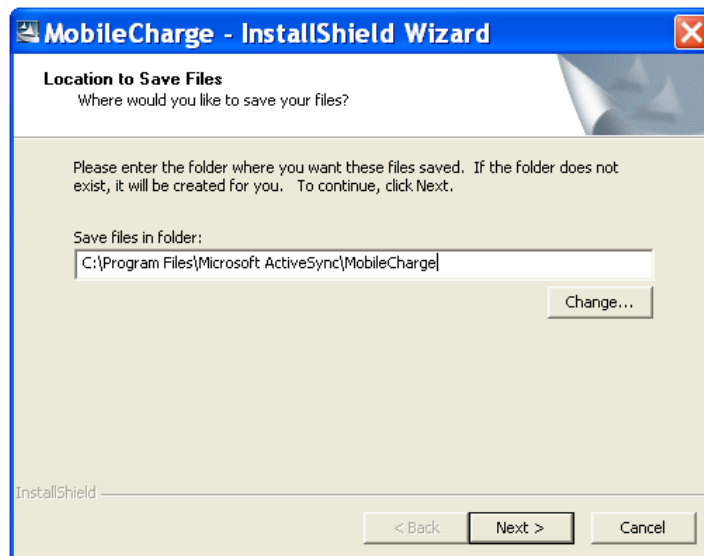 MobileCharge - InstallShield Wizard
Location to Save Files
Where would you like to save your files?
Please enter the folder where you want these files saved.  If the folder does not
exist, it will be created for you.   To continue, click Next.
Save files in folder:
C:\Program Files\Microsoft ActiveSync\MobileCharge
Change...
InstallShield
< Back
Next >
Cancel